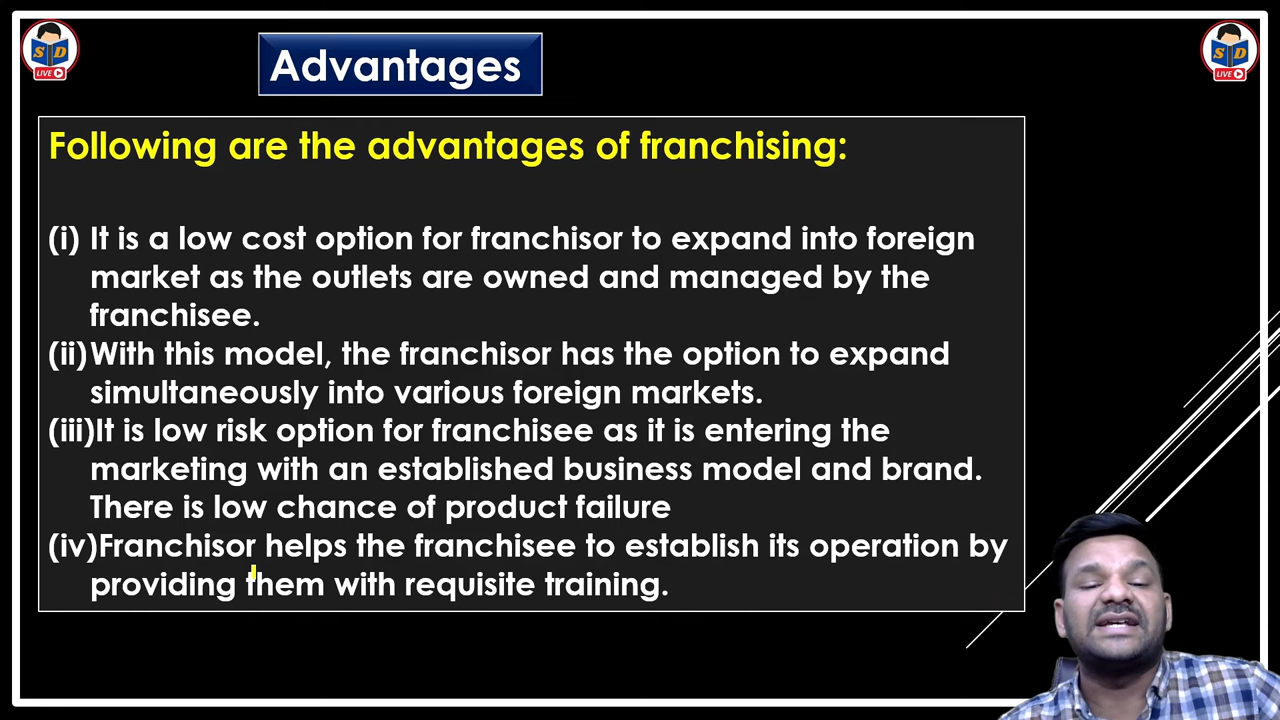 S D
LIVE
S D
LIVE
Advantages
Following are the advantages of franchising:
(i) It is a low cost option for franchisor to expand into foreign
market as the outlets are owned and managed by the
franchisee.
(ii)With this model, the franchisor has the option to expand
simultaneously into various foreign markets.
(iii)It is low risk option for franchisee as it is entering the
marketing with an established business model and brand.
There is low chance of product failure
(iv)Franchisor helps the franchisee to establish its operation by
providing them with requisite training.